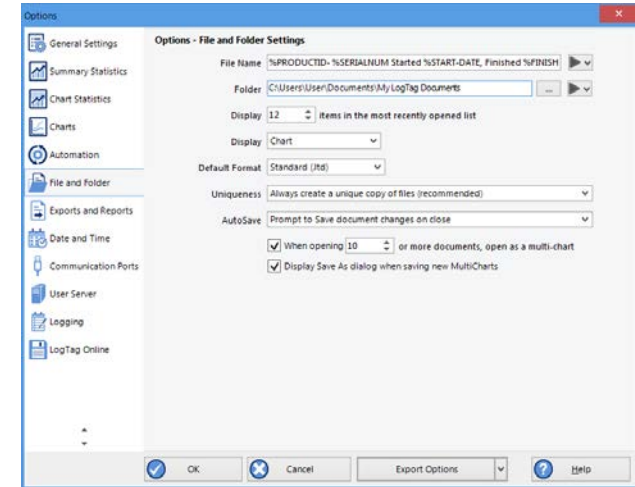 Options
General Settings
Summary Statistics
Chart Statistics
Charts
Automation
File and Folder
Exports and Reports
Date and Time
Communication Ports
User Server
Logging
LogTag Online
Options - File and Folder Settings
File Name %PRODUCTID- %SERIALNUM Started %START-DATE, Finished %FINISH
Folder C:\Users\User\Documents\My LogTag Documents ...
Display 12 items in the most recently opened list
Display Chart
Default Format Standard (.ltd)
Uniqueness Always create a unique copy of files (recommended)
AutoSave Prompt to Save document changes on close
When opening 10 or more documents, open as a multi-chart
Display Save As dialog when saving new MultiCharts
OK Cancel Export Options Help